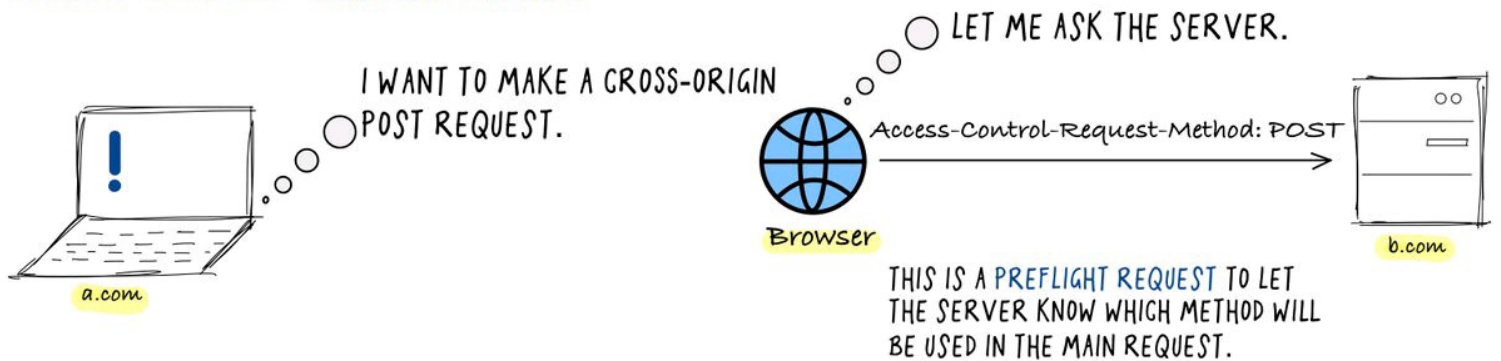 I WANT TO MAKE A CROSS-ORIGIN
POST REQUEST.
a.com
LET ME ASK THE SERVER.
Access-Control-Request-Method: POST
Browser
b.com
THIS IS A PREFLIGHT REQUEST TO LET
THE SERVER KNOW WHICH METHOD WILL
BE USED IN THE MAIN REQUEST.